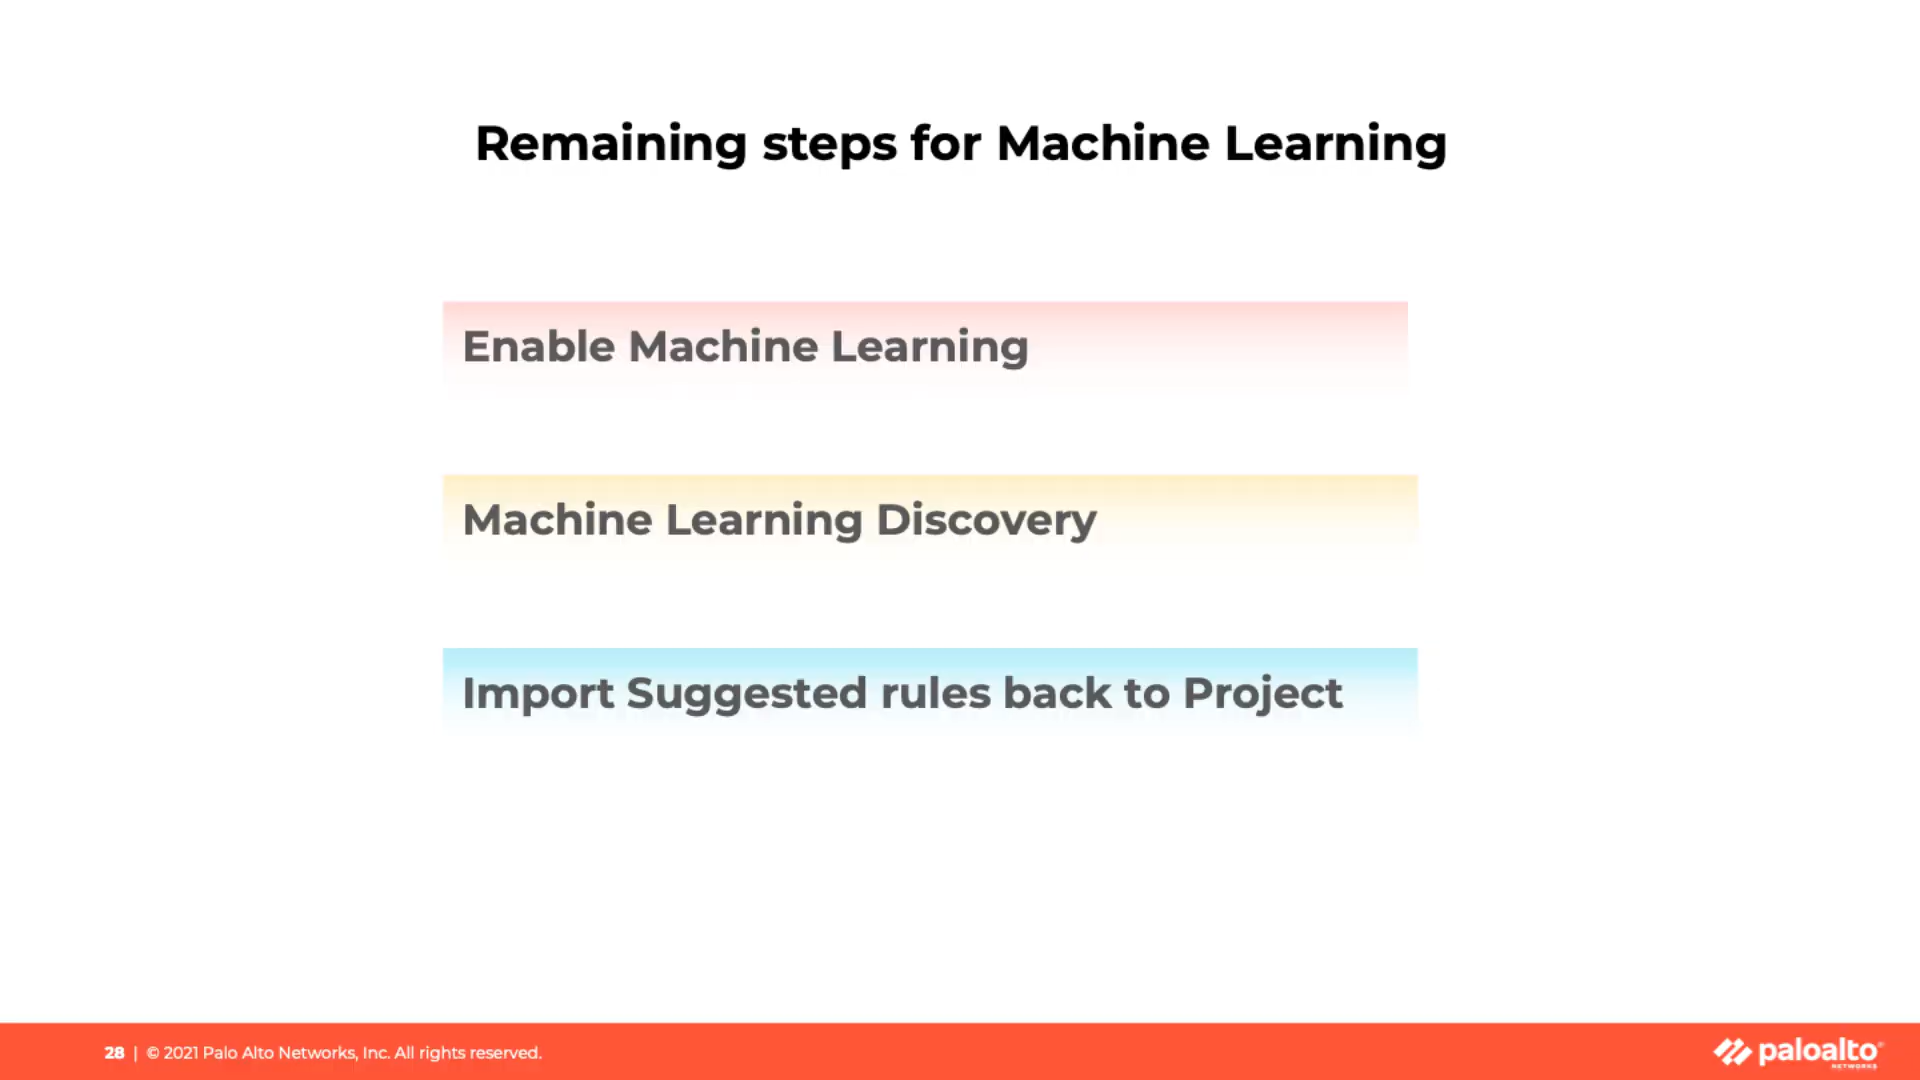 Remaining steps for Machine Learning
Enable Machine Learning
Machine Learning Discovery
Import Suggested rules back to Project
28 | © 2021 Palo Alto Networks, Inc. All rights reserved.
paloalto®
NETWORKS